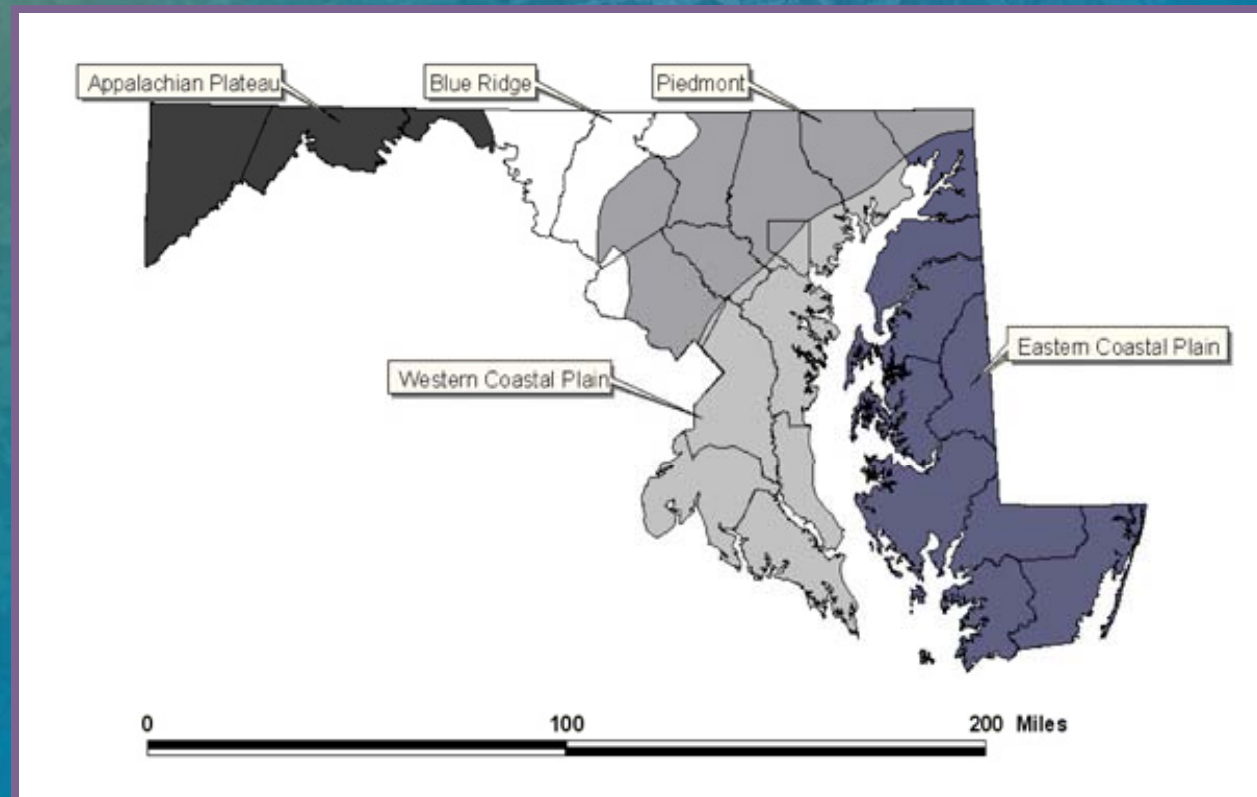 Appalachian Plateau
Blue Ridge
Piedmont
Eastern Coastal Plain
Western Coastal Plain
0 100 200 Miles